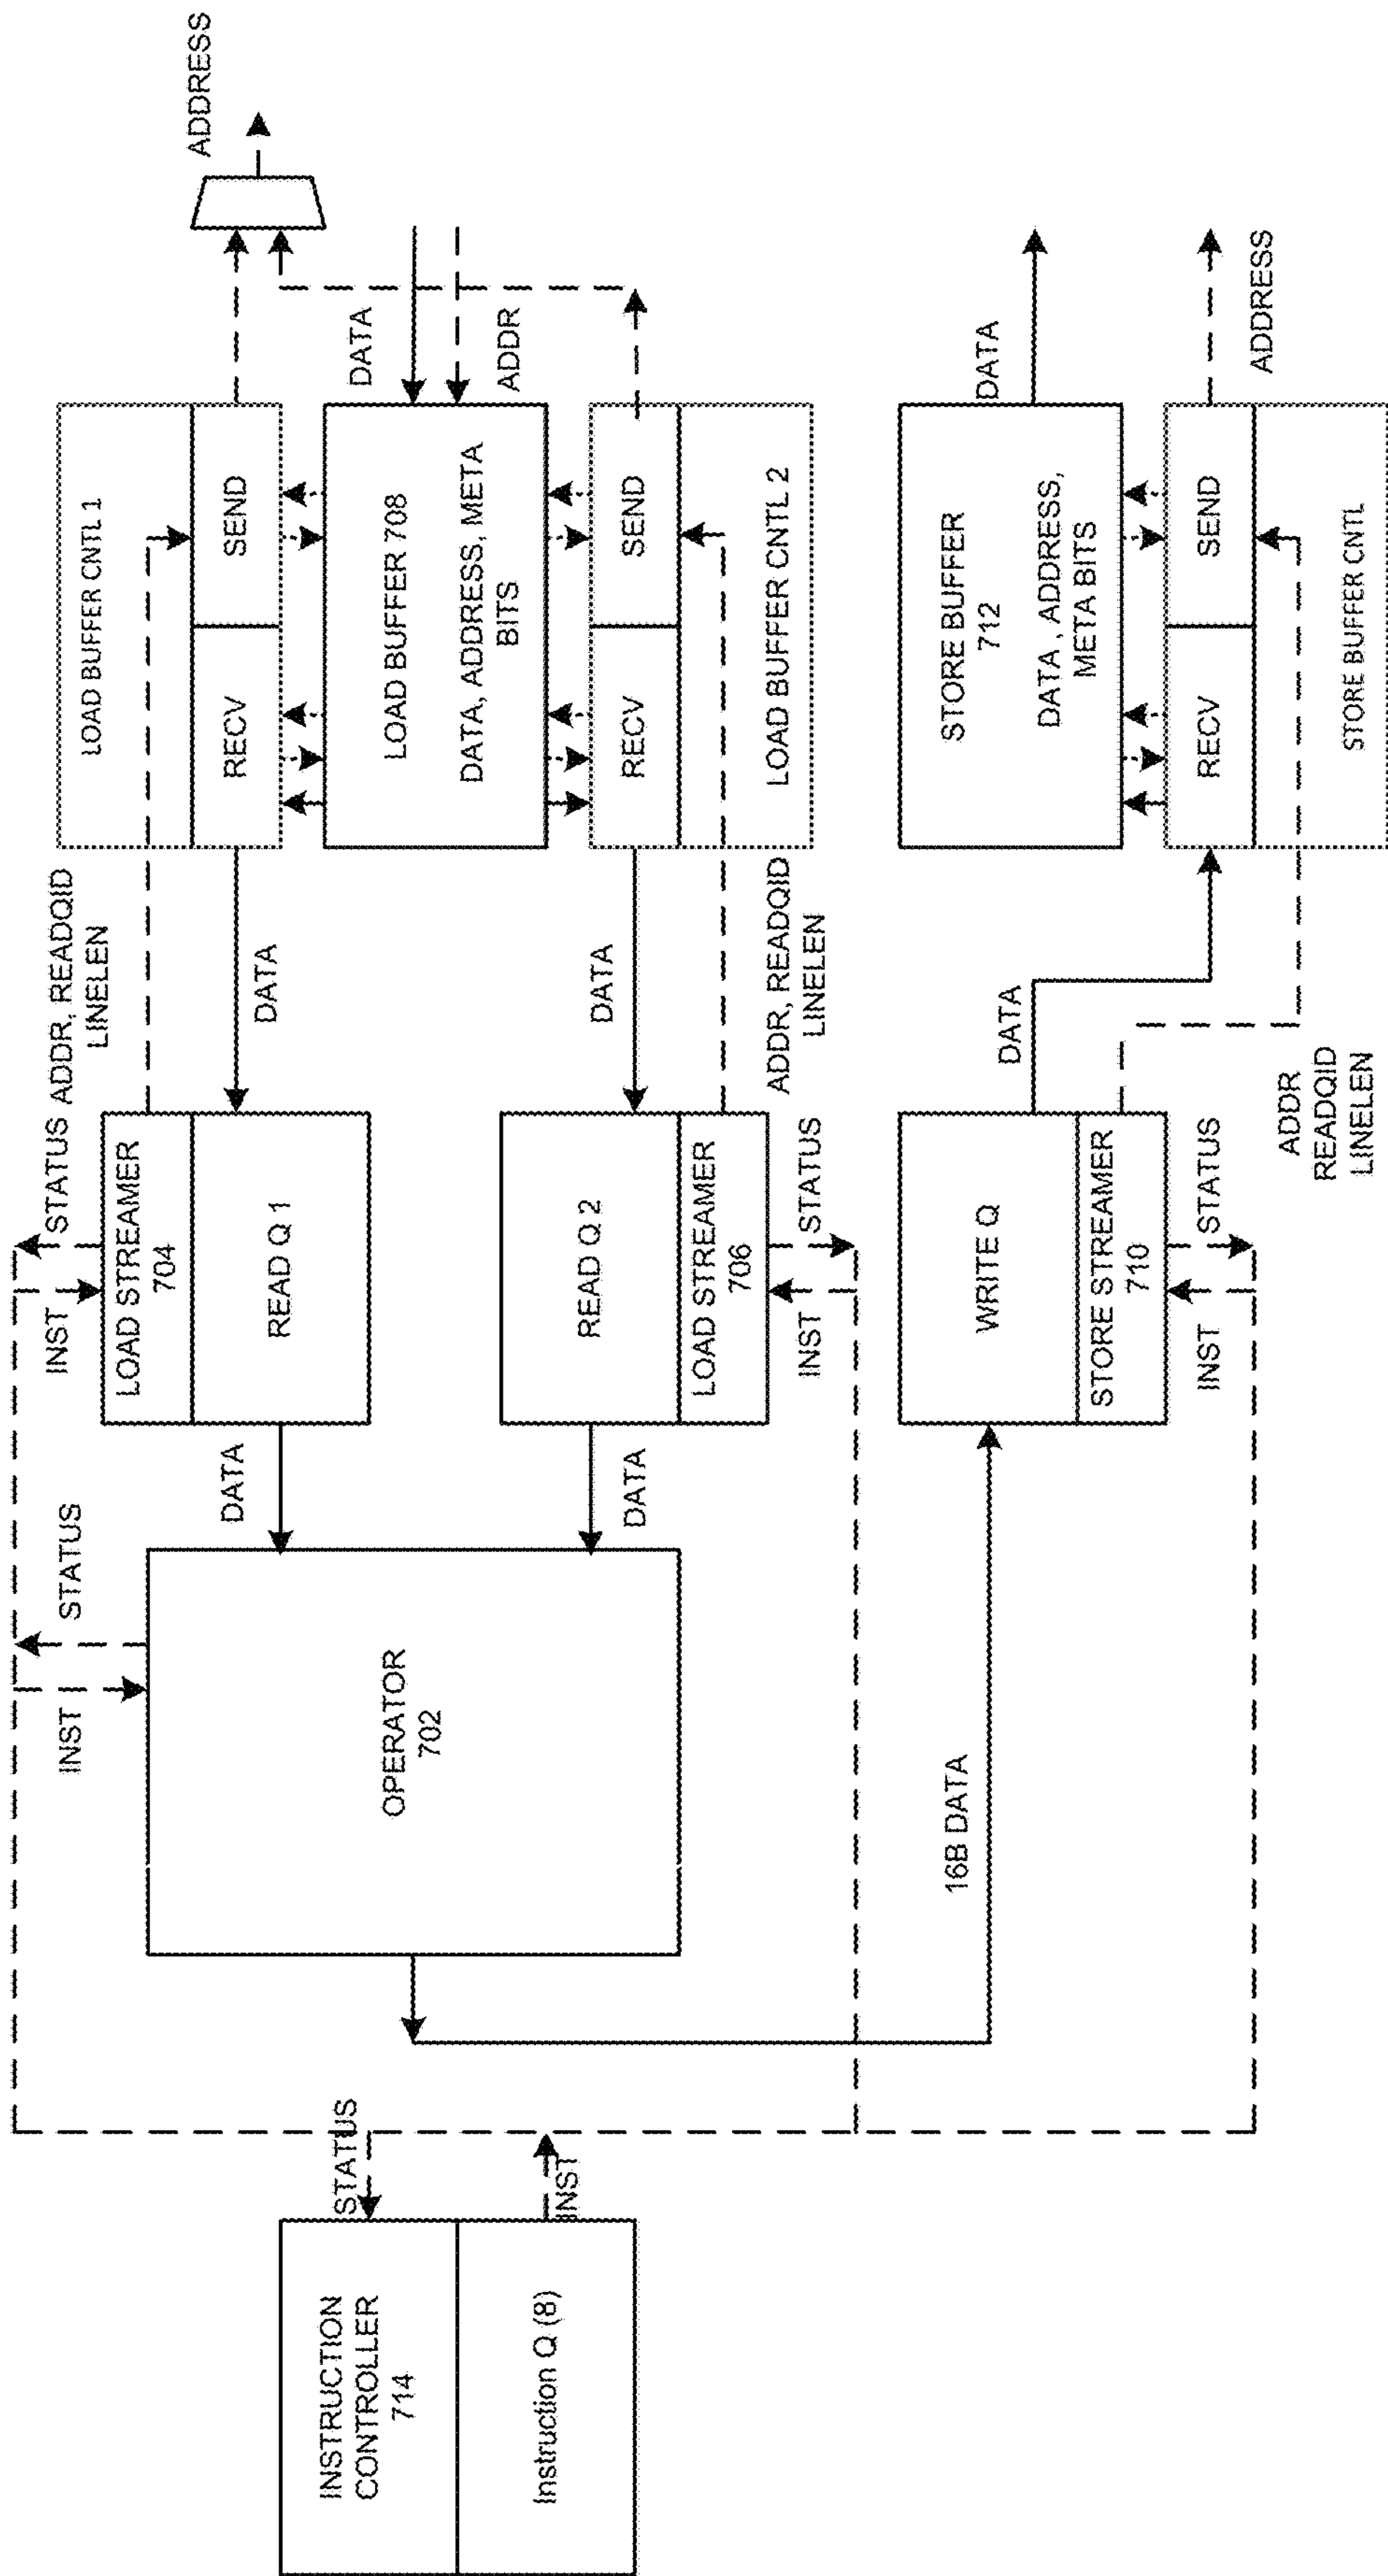 INSTRUCTION
CONTROLLER
714
Instruction Q (8)
STATUS
INST
INST
STATUS
OPERATOR
702
16B DATA
DATA
DATA
INST
STATUS
LOAD STREAMER
704
READ Q 1
READ Q 2
LOAD STREAMER
706
INST
STATUS
WRITE Q
STORE STREAMER
710
INST
STATUS
ADDR, READQID
LINELEN
DATA
DATA
ADDR, READQID
LINELEN
DATA
ADDR
READQID
LINELEN
LOAD BUFFER CNTL 1
RECV
SEND
LOAD BUFFER 708
DATA, ADDRESS, META
BITS
RECV
SEND
LOAD BUFFER CNTL 2
STORE BUFFER
712
DATA , ADDRESS,
META BITS
RECV
SEND
STORE BUFFER CNTL
ADDRESS
DATA
ADDR
DATA
ADDRESS